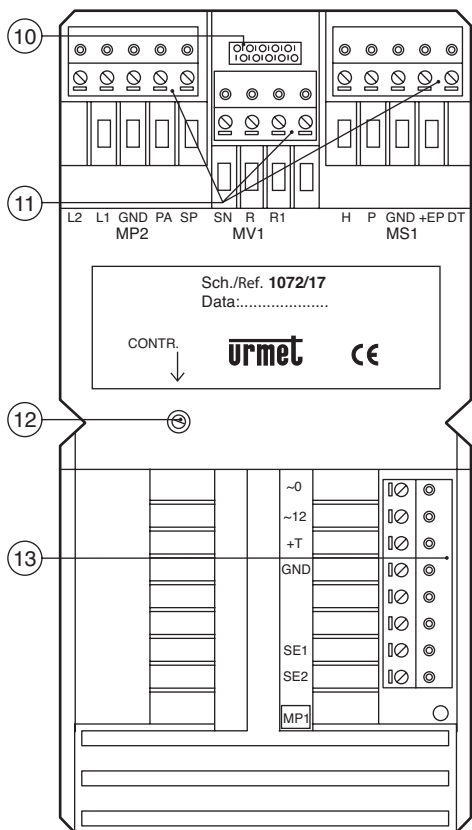 10
11
L2 L1 GND PA SP SN R R1 H P GND +EP DT
MP2 MV1 MS1
Sch./Ref. 1072/17
Data:....................
CONTR.
urmet CE
12
~0
~12
+T
13
GND
SE1
SE2
MP1